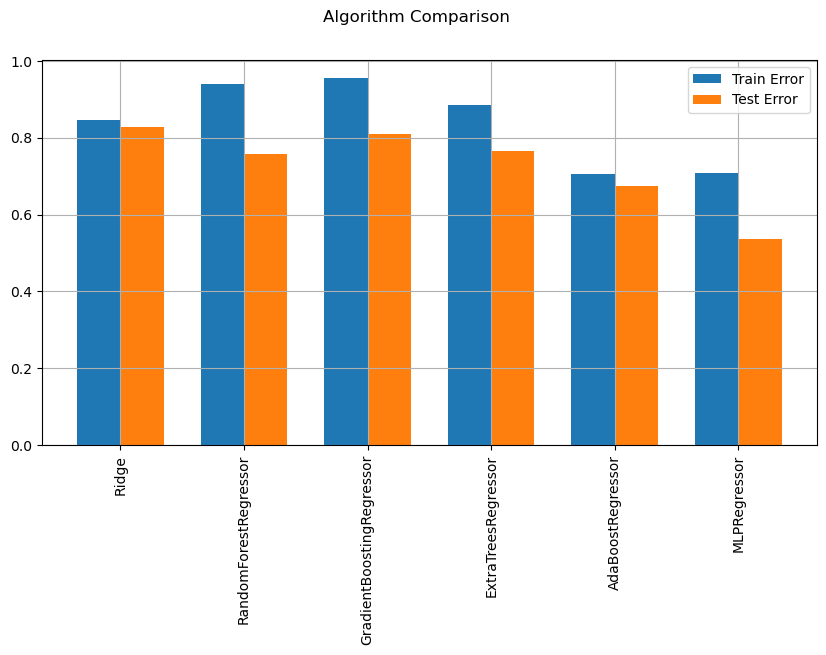 Algorithm Comparison
Train Error
Test Error
1.0
0.8
0.6
0.4
0.2
0.0
Ridge
RandomForestRegressor
GradientBoostingRegressor
ExtraTreesRegressor
AdaBoostRegressor
MLPRegressor